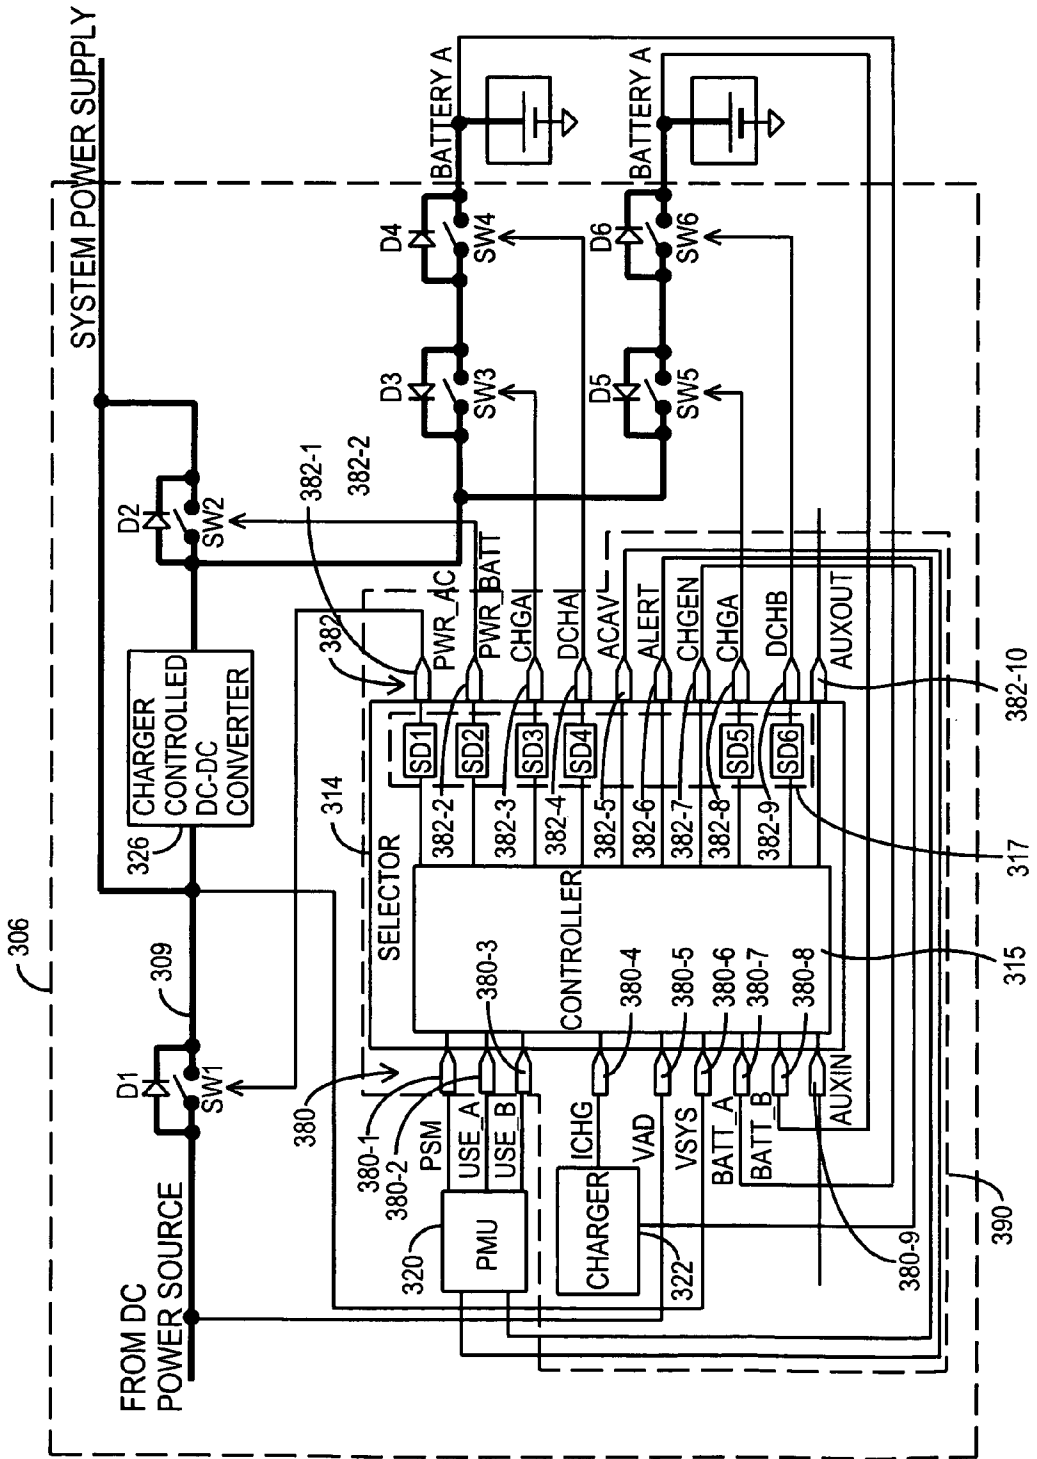 306
FROM DC
POWER SOURCE
D1
SW1
309
326
CHARGER
CONTROLLED
DC-DC
CONVERTER
D2
SW2
SYSTEM POWER SUPPLY
382-1
382-2
D3
SW3
D4
SW4
BATTERY A
D5
SW5
D6
SW6
BATTERY A
380
380-1
380-2
PSM
USE_A
USE_B
320
PMU
CHARGER
322
ICHG
VAD
VSYS
BATT_A
BATT_B
AUXIN
380-9
390
314
SELECTOR
CONTROLLER
380-3
380-4
380-5
380-6
380-7
380-8
315
317
382-2
382-3
382-4
382-5
382-6
382-7
382-8
382-9
SD1
SD2
SD3
SD4
SD5
SD6
382
PWR_AC
PWR_BATT
CHGA
DCHA
ACAV
ALERT
CHGEN
CHGA
DCHB
AUXOUT
382-10